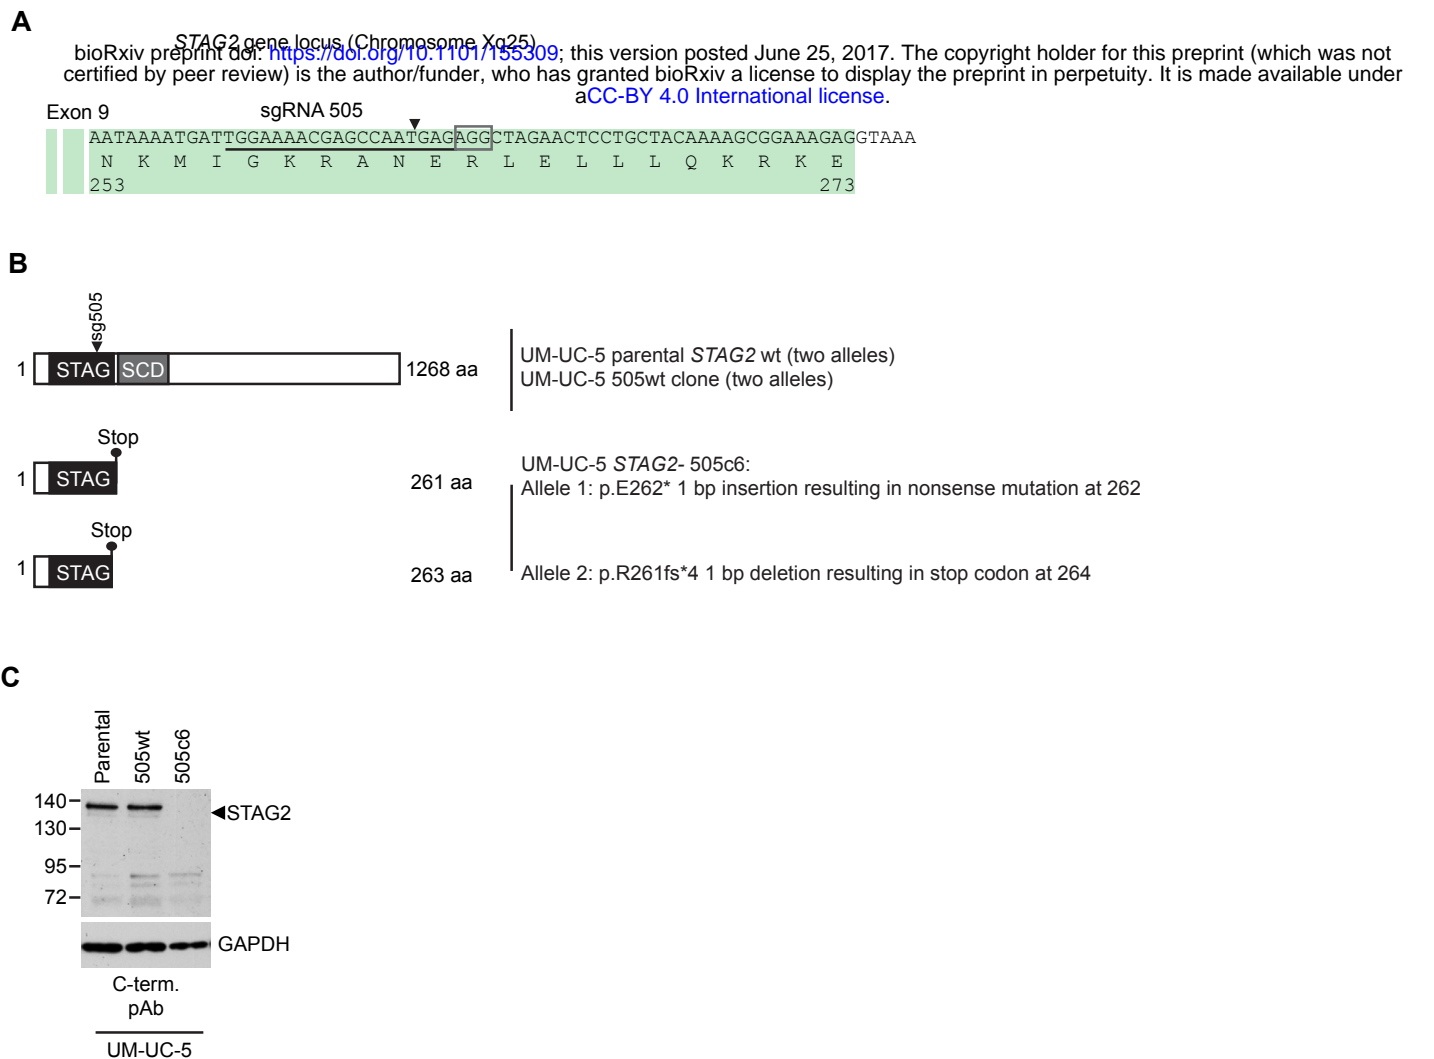 A
STAG2 gene locus (Chromosome Xq25)
bioRxiv preprint doi: https://doi.org/10.1101/155309; this version posted June 25, 2017. The copyright holder for this preprint (which was not
certified by peer review) is the author/funder, who has granted bioRxiv a license to display the preprint in perpetuity. It is made available under
aCC-BY 4.0 International license.
Exon 9
sgRNA 505
AATAAAATGATTGGAAAACGAGCCAATGAGAGGCTAGAACTCCTGCTACAAAAGCGGAAAGAGGTAAA
N K M I G K R A N E R L E L L L Q K R K E
253 273
B
sg505
1 STAG SCD 1268 aa
UM-UC-5 parental STAG2 wt (two alleles)
UM-UC-5 505wt clone (two alleles)
Stop
1 STAG 261 aa
UM-UC-5 STAG2- 505c6:
Allele 1: p.E262* 1 bp insertion resulting in nonsense mutation at 262
Stop
1 STAG 263 aa
Allele 2: p.R261fs*4 1 bp deletion resulting in stop codon at 264
C
Parental
505wt
505c6
140
STAG2
130
95
72
GAPDH
C-term.
pAb
UM-UC-5